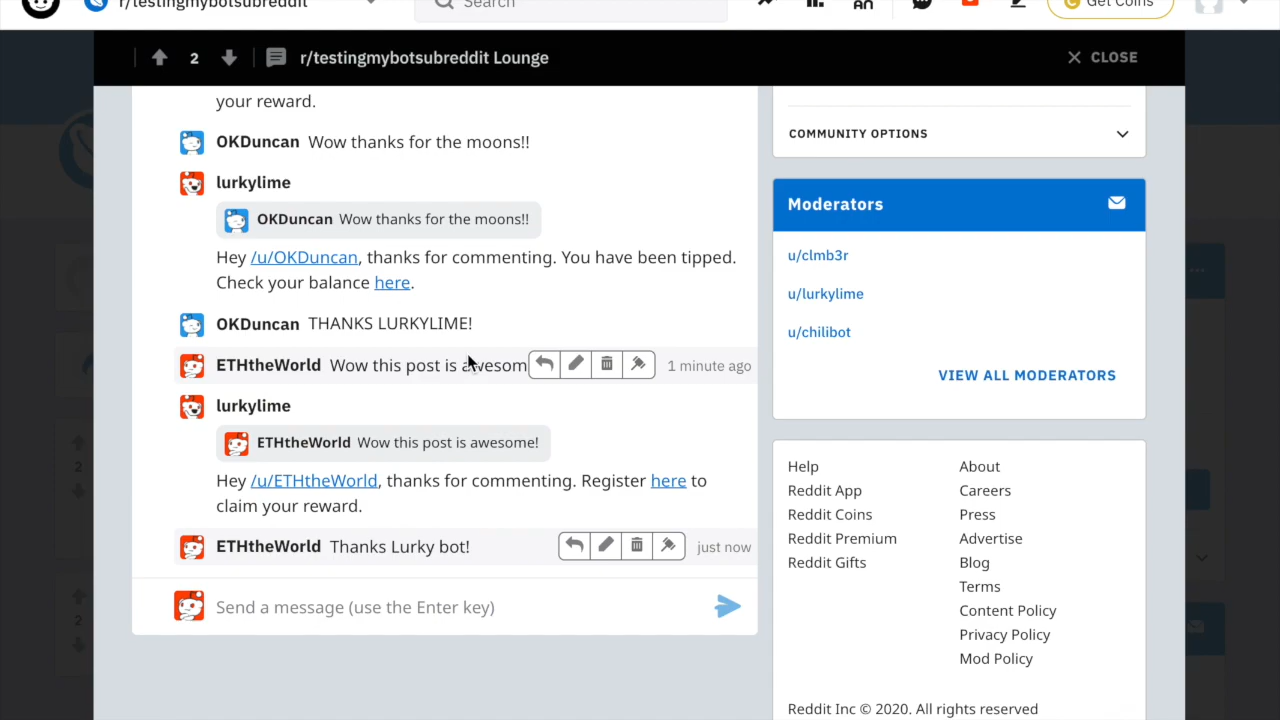 r/testingmybotsubreddit
Search
Get Coins
2
r/testingmybotsubreddit Lounge
CLOSE
your reward.
OKDuncan Wow thanks for the moons!!
lurkylime
OKDuncan Wow thanks for the moons!!
Hey /u/OKDuncan, thanks for commenting. You have been tipped.
Check your balance here.
OKDuncan THANKS LURKYLIME!
ETHtheWorld Wow this post is awesom
1 minute ago
lurkylime
ETHtheWorld Wow this post is awesome!
Hey /u/ETHtheWorld, thanks for commenting. Register here to
claim your reward.
ETHtheWorld Thanks Lurky bot!
just now
Send a message (use the Enter key)
COMMUNITY OPTIONS
Moderators
u/clmb3r
u/lurkylime
u/chilibot
VIEW ALL MODERATORS
Help
Reddit App
Reddit Coins
Reddit Premium
Reddit Gifts
About
Careers
Press
Advertise
Blog
Terms
Content Policy
Privacy Policy
Mod Policy
Reddit Inc © 2020. All rights reserved
2
2